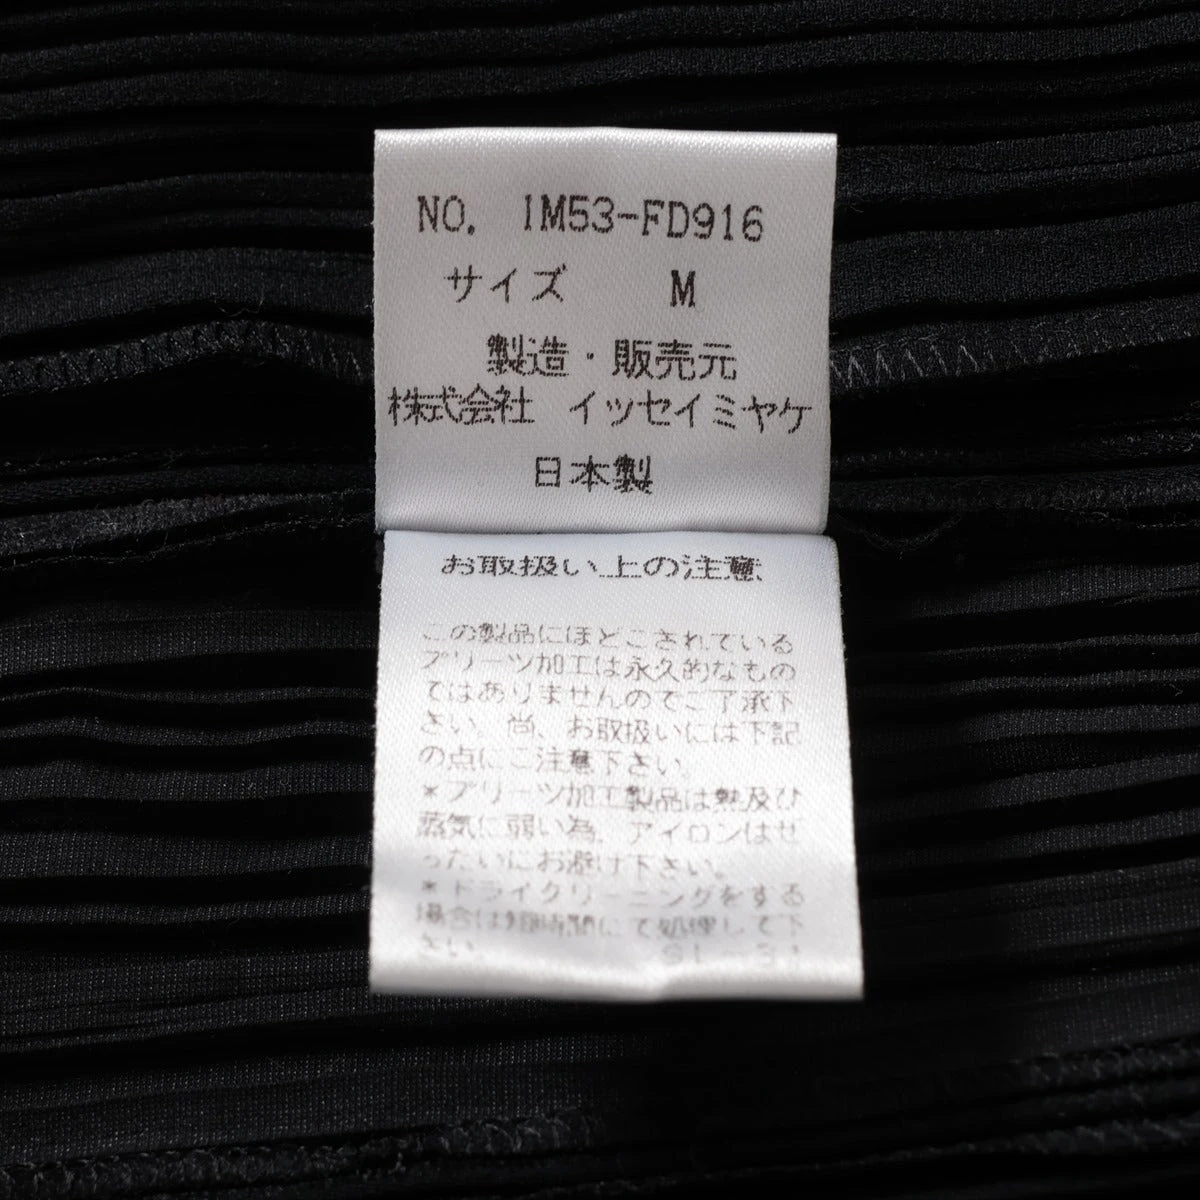 NO. IM53-FD916
サイズ M
製造・販売元
株式会社 イッセイミヤケ
日本製
お取扱い上の注意
この製品にほどこされている
プリーツ加工は永久的なもの
ではありませんのでご了承下
さい。尚、お取扱いには下記
の点にご注意下さい。
*プリーツ加工製品は熱及び
蒸気に弱い為、アイロンはぜ
ったいにお避け下さい。
*ドライクリーニングをする
場合は短時間にて処理して下
さい。